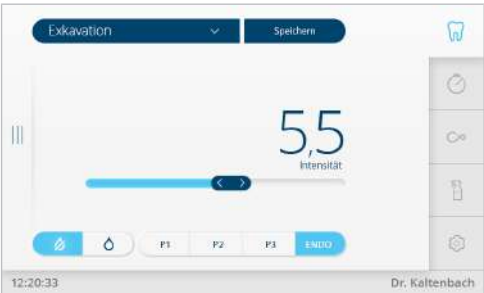 Exkavation
Speichern
5,5
Intensität
P1 P2 P3 ENDO
12:20:33 Dr. Kaltenbach